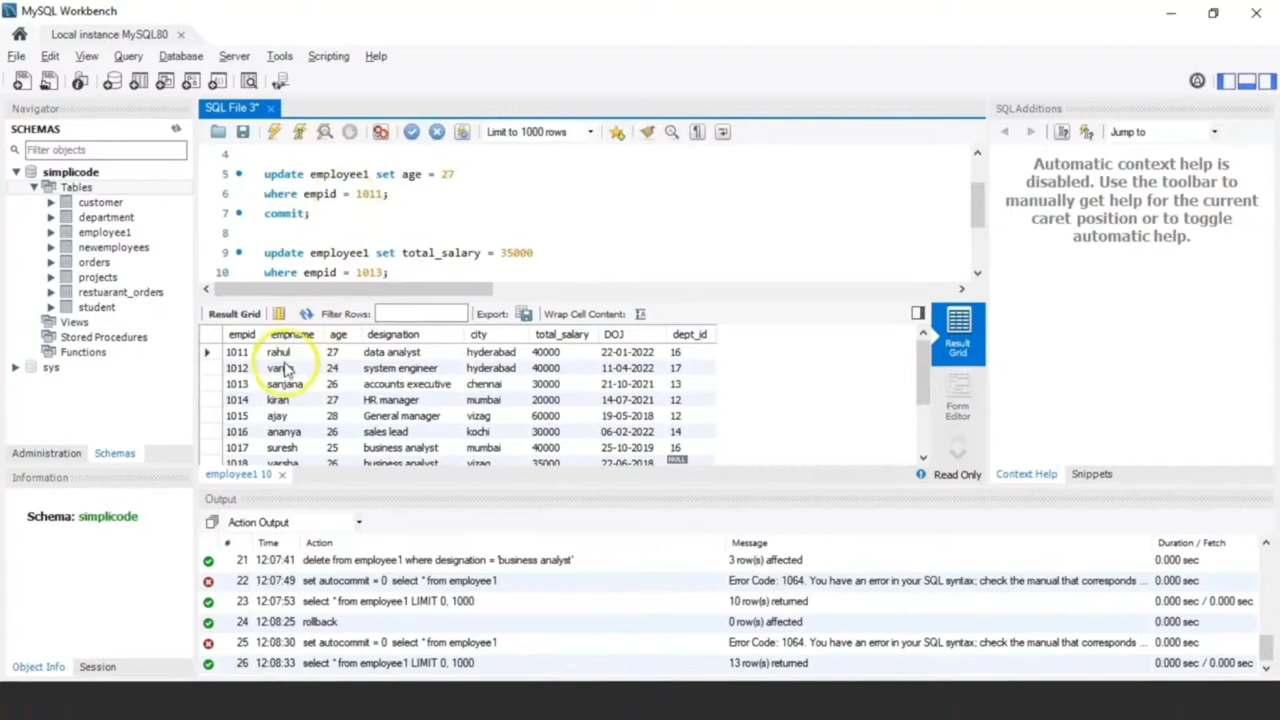 MySQL Workbench
Local instance MySQL80
File Edit View Query Database Server Tools Scripting Help
Navigator
SCHEMAS
Filter objects
simplicode
Tables
customer
department
employee1
newemployees
orders
projects
restuarant_orders
student
Views
Stored Procedures
Functions
sys
Administration Schemas
Information
Schema: simplicode
Object Info Session
SQL File 3*
Limit to 1000 rows
4
5 update employee1 set age = 27
6 where empid = 1011;
7 commit;
8
9 update employee1 set total_salary = 35000
10 where empid = 1013;
Result Grid Filter Rows: Export: Wrap Cell Content:
empid empname age designation city total_salary DOJ dept_id
1011 rahul 27 data analyst hyderabad 40000 22-01-2022 16
1012 24 system engineer hyderabad 40000 11-04-2022 17
1013 sanjana 26 accounts executive chennai 30000 21-10-2021 13
1014 kiran 27 HR manager mumbai 20000 14-07-2021 12
1015 ajay 28 General manager vizag 60000 19-05-2018 12
1016 ananya 26 sales lead kochi 30000 06-02-2022 14
1017 suresh 25 business analyst mumbai 40000 25-10-2019 16
1018 varsha 26 business analyst vizag 35000 22-06-2018 NULL
employee1 10
Result Grid
Form Editor
Read Only
SQLAdditions
Jump to
Automatic context help is
disabled. Use the toolbar to
manually get help for the current
caret position or to toggle
automatic help.
Context Help Snippets
Output
Action Output
# Time Action Message Duration / Fetch
21 12:07:41 delete from employee1 where designation = 'business analyst' 3 row(s) affected 0.000 sec
22 12:07:49 set autocommit = 0 select * from employee1 Error Code: 1064. You have an error in your SQL syntax; check the manual that corresponds ... 0.000 sec
23 12:07:53 select * from employee1 LIMIT 0, 1000 10 row(s) returned 0.000 sec / 0.000 sec
24 12:08:25 rollback 0 row(s) affected 0.000 sec
25 12:08:30 set autocommit = 0 select * from employee1 Error Code: 1064. You have an error in your SQL syntax; check the manual that corresponds ... 0.000 sec
26 12:08:33 select * from employee1 LIMIT 0, 1000 13 row(s) returned 0.000 sec / 0.000 sec